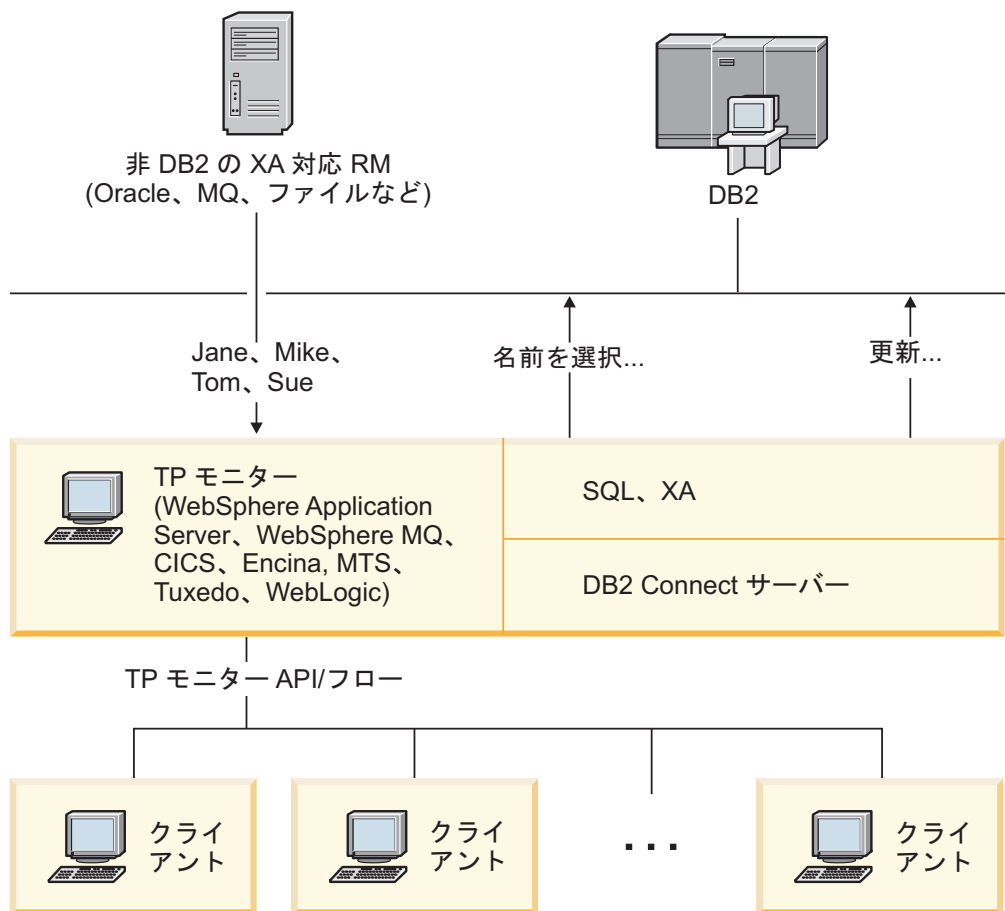 非 DB2 の XA 対応 RM
(Oracle、MQ、ファイルなど)
DB2
Jane、Mike、
Tom、Sue
名前を選択...
更新...
TP モニター
(WebSphere Application
Server、WebSphere MQ、
CICS、Encina, MTS、
Tuxedo、WebLogic)
SQL、XA
DB2 Connect サーバー
TP モニター API/フロー
クライ
アント
クライ
アント
...
クライ
アント